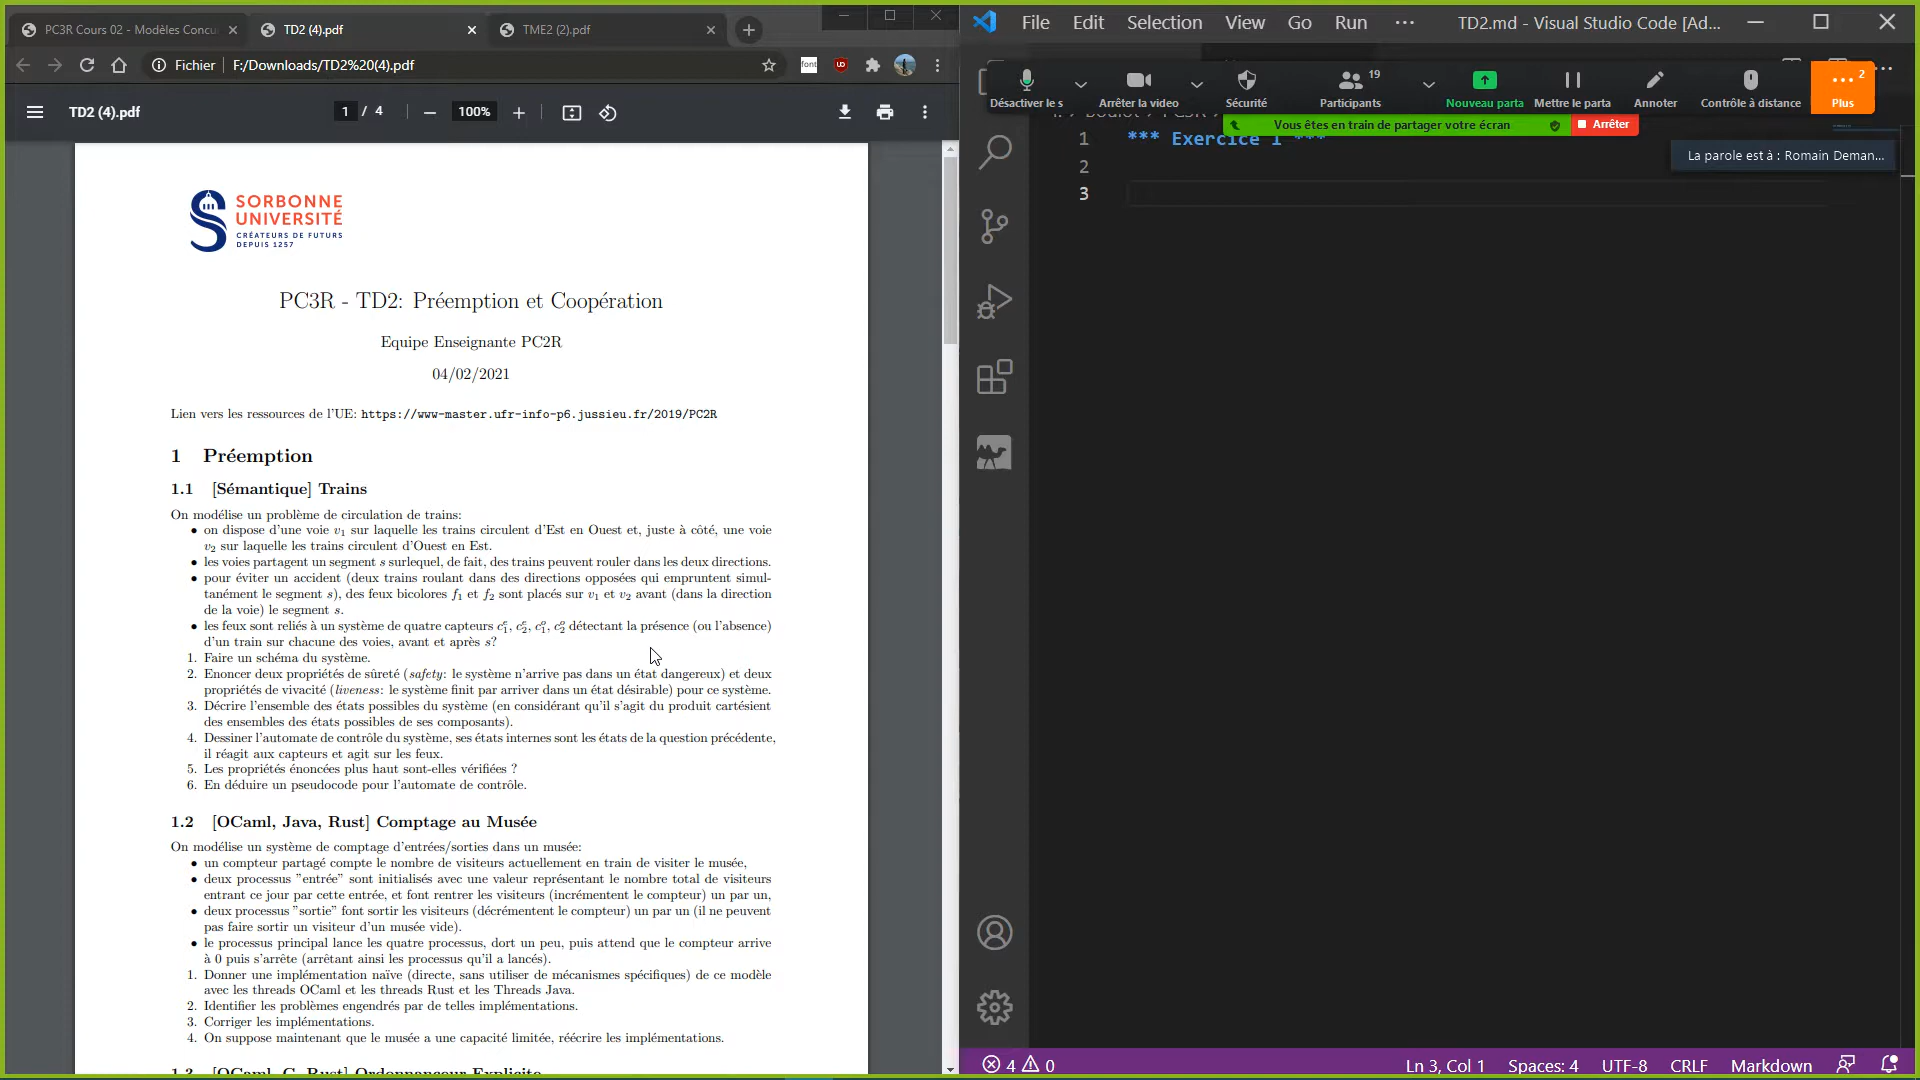 PC3R Cours 02 - Modèles Concu
TD2 (4).pdf
TME2 (2).pdf
Fichier
F:/Downloads/TD2%20(4).pdf
TD2 (4).pdf
1 / 4
100%
SORBONNE
UNIVERSITÉ
CRÉATEURS DE FUTURS
DEPUIS 1257
PC3R - TD2: Préemption et Coopération
Equipe Enseignante PC2R
04/02/2021
Lien vers les ressources de l'UE: https://www-master.ufr-info-p6.jussieu.fr/2019/PC2R
1 Préemption
1.1 [Sémantique] Trains
On modélise un problème de circulation de trains:
• on dispose d'une voie v1 sur laquelle les trains circulent d'Est en Ouest et, juste à côté, une voie
v2 sur laquelle les trains circulent d'Ouest en Est.
• les voies partagent un segment s surlequel, de fait, des trains peuvent rouler dans les deux directions.
• pour éviter un accident (deux trains roulant dans des directions opposées qui empruntent simul-
tanément le segment s), des feux bicolores f1 et f2 sont placés sur v1 et v2 avant (dans la direction
de la voie) le segment s.
• les feux sont reliés à un système de quatre capteurs c1^e, c2^e, c1^o, c2^o détectant la présence (ou l'absence)
d'un train sur chacune des voies, avant et après s?
1. Faire un schéma du système.
2. Enoncer deux propriétés de sûreté (safety: le système n'arrive pas dans un état dangereux) et deux
propriétés de vivacité (liveness: le système finit par arriver dans un état désirable) pour ce système.
3. Décrire l'ensemble des états possibles du système (en considérant qu'il s'agit du produit cartésient
des ensembles des états possibles de ses composants).
4. Dessiner l'automate de contrôle du système, ses états internes sont les états de la question précédente,
il réagit aux capteurs et agit sur les feux.
5. Les propriétés énoncées plus haut sont-elles vérifiées ?
6. En déduire un pseudocode pour l'automate de contrôle.
1.2 [OCaml, Java, Rust] Comptage au Musée
On modélise un système de comptage d'entrées/sorties dans un musée:
• un compteur partagé compte le nombre de visiteurs actuellement en train de visiter le musée,
• deux processus "entrée" sont initialisés avec une valeur représentant le nombre total de visiteurs
entrant ce jour par cette entrée, et font rentrer les visiteurs (incrémentent le compteur) un par un,
• deux processus "sortie" font sortir les visiteurs (décrémentent le compteur) un par un (il ne peuvent
pas faire sortir un visiteur d'un musée vide).
• le processus principal lance les quatre processus, dort un peu, puis attend que le compteur arrive
à 0 puis s'arrête (arrêtant ainsi les processus qu'il a lancés).
1. Donner une implémentation naïve (directe, sans utiliser de mécanismes spécifiques) de ce modèle
avec les threads OCaml et les threads Rust et les Threads Java.
2. Identifier les problèmes engendrés par de telles implémentations.
3. Corriger les implémentations.
4. On suppose maintenant que le musée a une capacité limitée, réécrire les implémentations.
1.3 [OCaml, C, Rust] Ordonnanceur Explicite
File Edit Selection View Go Run ···
TD2.md - Visual Studio Code [Ad...
Désactiver le s
Arrêter la video
Sécurité
19
Participants
Nouveau parta
Mettre le parta
Annoter
Contrôle à distance
2
Plus
Vous êtes en train de partager votre écran
Arrêter
La parole est à : Romain Deman...
1 *** Exercice 1 ***
2
3
4 0
Ln 3, Col 1
Spaces: 4
UTF-8
CRLF
Markdown